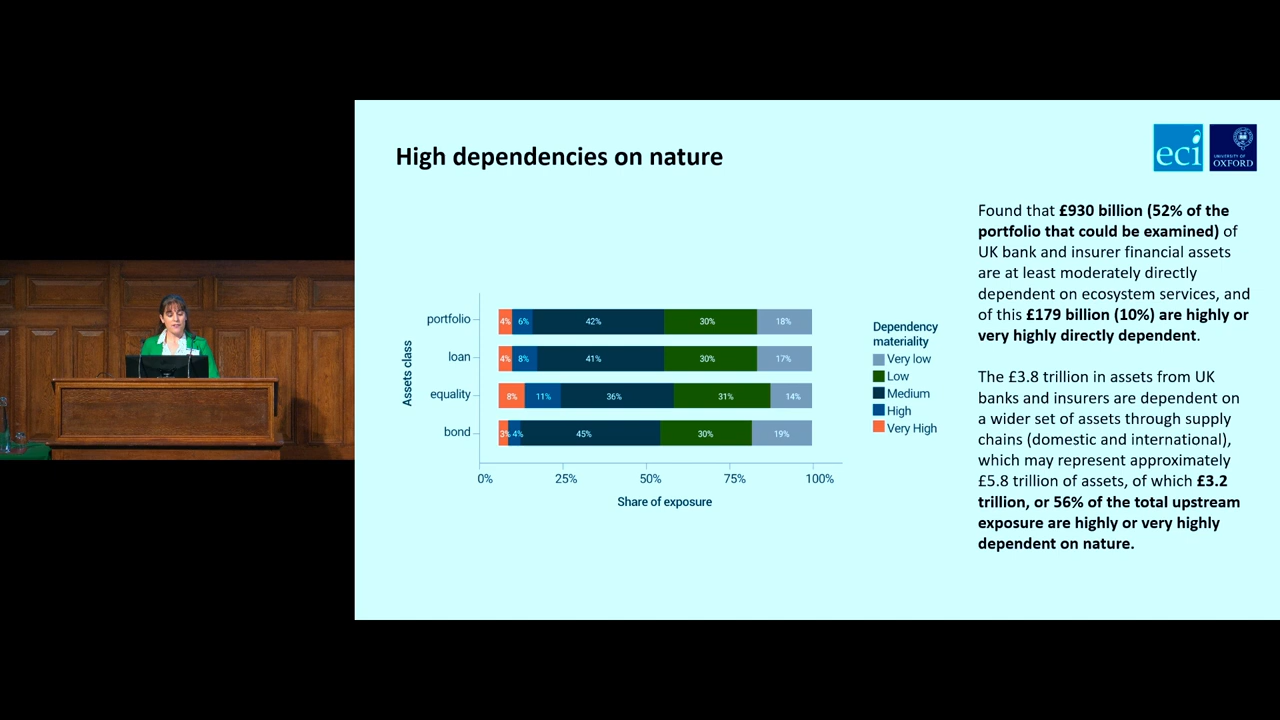 High dependencies on nature
eci
UNIVERSITY OF
OXFORD
portfolio
4% 6% 42% 30% 18%
loan
4% 8% 41% 30% 17%
equality
8% 11% 36% 31% 14%
bond
3% 4% 45% 30% 19%
Assets class
0% 25% 50% 75% 100%
Share of exposure
Dependency
materiality
Very low
Low
Medium
High
Very High
Found that £930 billion (52% of the
portfolio that could be examined) of
UK bank and insurer financial assets
are at least moderately directly
dependent on ecosystem services, and
of this £179 billion (10%) are highly or
very highly directly dependent.
The £3.8 trillion in assets from UK
banks and insurers are dependent on
a wider set of assets through supply
chains (domestic and international),
which may represent approximately
£5.8 trillion of assets, of which £3.2
trillion, or 56% of the total upstream
exposure are highly or very highly
dependent on nature.